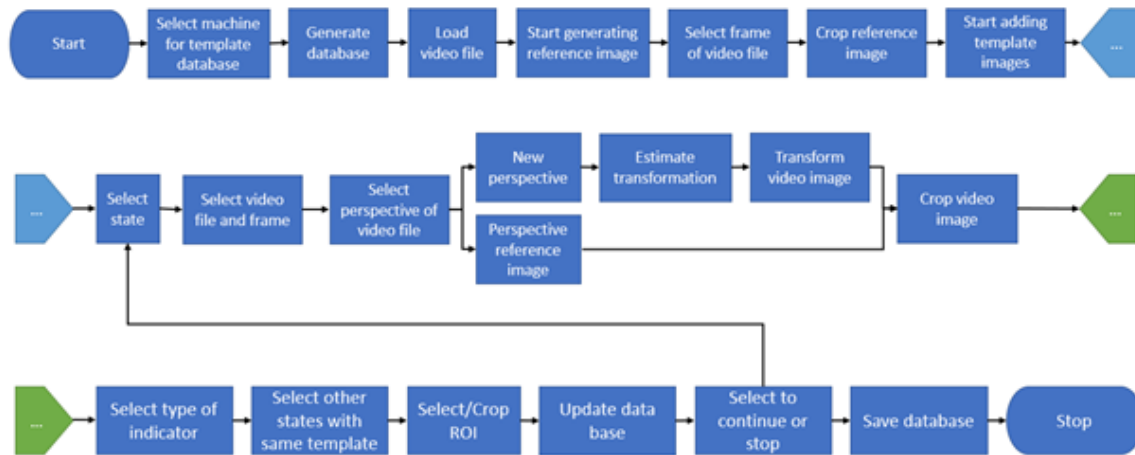 Start
Select machine
for template
database
Generate
database
Load
video file
Start generating
reference image
Select frame
of video file
Crop reference
image
Start adding
template
images
...
...
Select
state
Select video
file and frame
Select
perspective of
video file
New
perspective
Estimate
transformation
Transform
video image
Perspective
reference
image
Crop video
image
...
...
Select type of
indicator
Select other
states with
same template
Select/Crop
ROI
Update data
base
Select to
continue or
stop
Save database
Stop